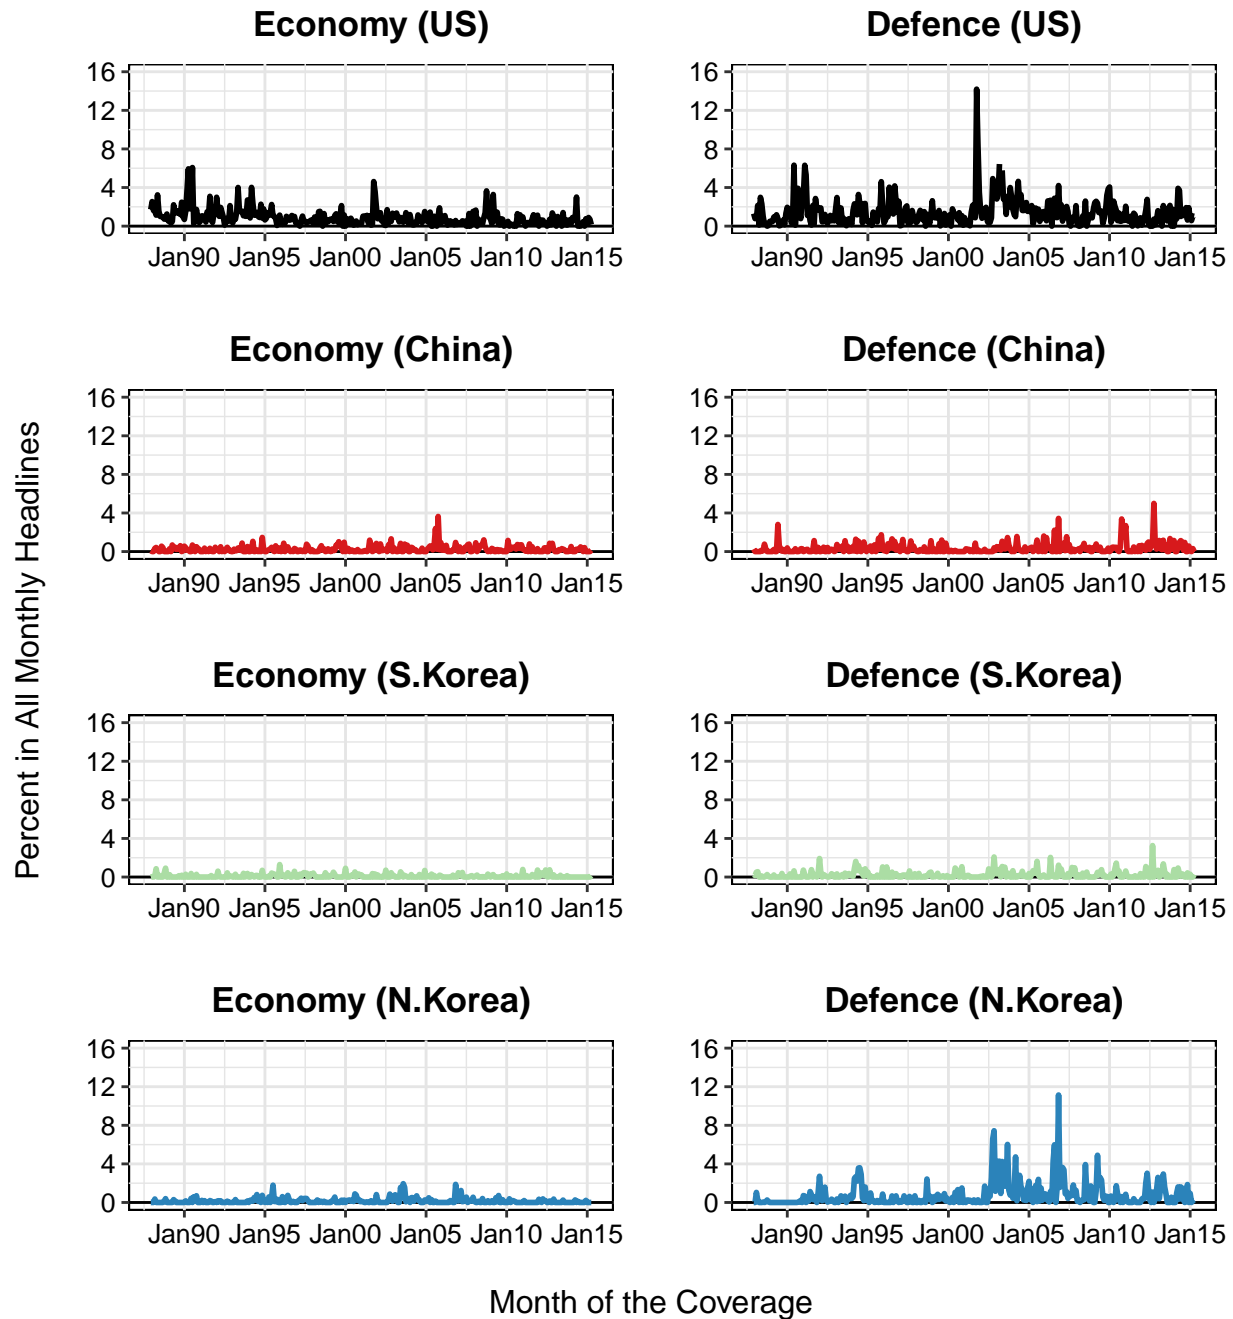 Economy (US)
16
12
8
4
0
Jan90 Jan95 Jan00 Jan05 Jan10 Jan15
Defence (US)
16
12
8
4
0
Jan90 Jan95 Jan00 Jan05 Jan10 Jan15
Economy (China)
16
12
8
4
0
Jan90 Jan95 Jan00 Jan05 Jan10 Jan15
Defence (China)
16
12
8
4
0
Jan90 Jan95 Jan00 Jan05 Jan10 Jan15
Economy (S.Korea)
16
12
8
4
0
Jan90 Jan95 Jan00 Jan05 Jan10 Jan15
Defence (S.Korea)
16
12
8
4
0
Jan90 Jan95 Jan00 Jan05 Jan10 Jan15
Economy (N.Korea)
16
12
8
4
0
Jan90 Jan95 Jan00 Jan05 Jan10 Jan15
Defence (N.Korea)
16
12
8
4
0
Jan90 Jan95 Jan00 Jan05 Jan10 Jan15
Percent in All Monthly Headlines
Month of the Coverage